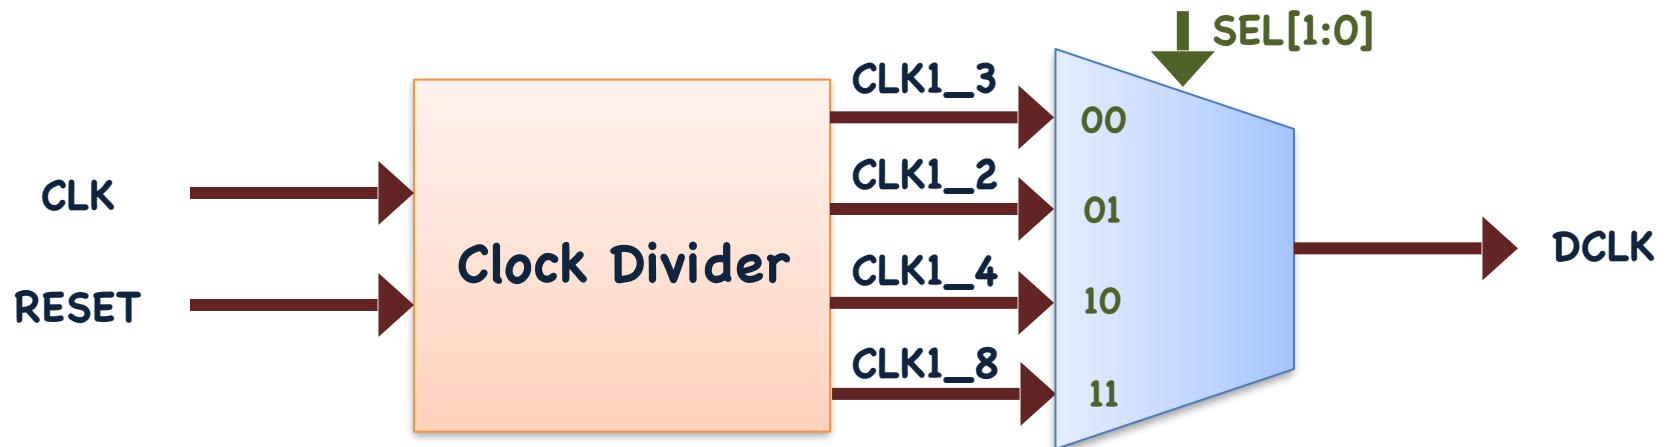 SEL[1:0]
CLK1_3
00
CLK1_2
CLK
01
Clock Divider
DCLK
CLK1_4
RESET
10
CLK1_8
11